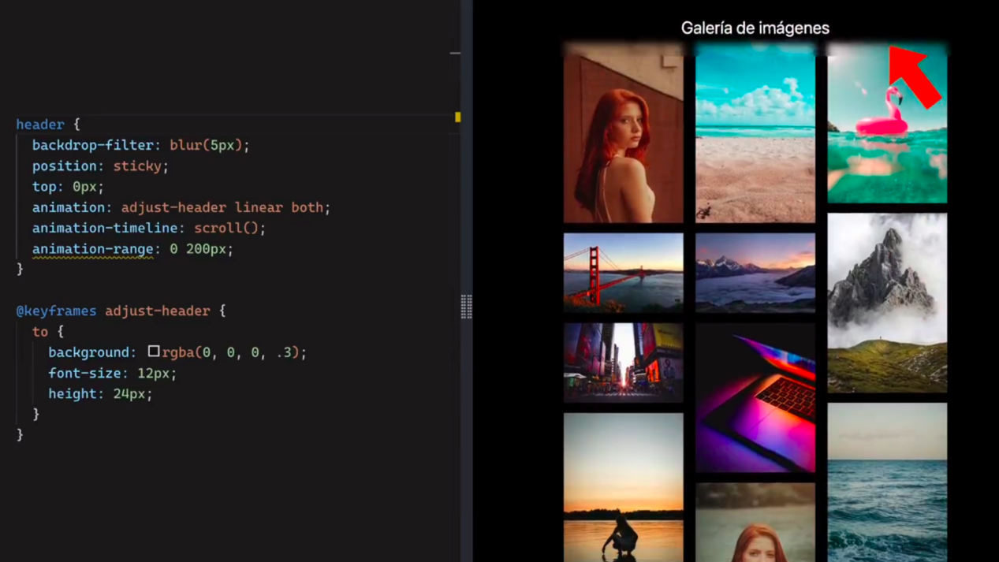 header {
backdrop-filter: blur(5px);
position: sticky;
top: 0px;
animation: adjust-header linear both;
animation-timeline: scroll();
animation-range: 0 200px;
}
@keyframes adjust-header {
to {
background: rgba(0, 0, 0, .3);
font-size: 12px;
height: 24px;
}
}
Galería de imágenes